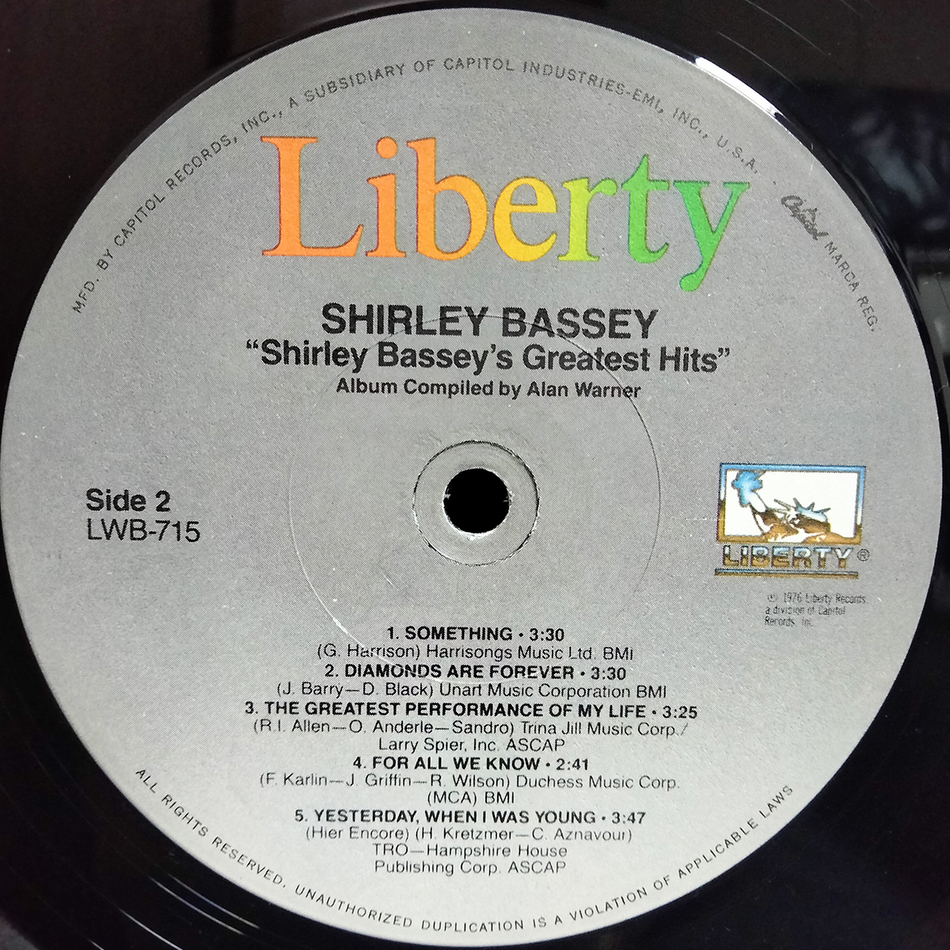 MFD. BY CAPITOL RECORDS, INC., A SUBSIDIARY OF CAPITOL INDUSTRIES-EMI, INC., U.S.A. · Capitol MARCA REG.
Liberty
SHIRLEY BASSEY
“Shirley Bassey’s Greatest Hits”
Album Compiled by Alan Warner
Side 2
LWB-715
LIBERTY®
℗ 1976 Liberty Records,
a division of Capitol
Records, Inc.
1. SOMETHING • 3:30
(G. Harrison) Harrisongs Music Ltd. BMI
2. DIAMONDS ARE FOREVER • 3:30
(J. Barry—D. Black) Unart Music Corporation BMI
3. THE GREATEST PERFORMANCE OF MY LIFE • 3:25
(R.I. Allen—O. Anderle—Sandro) Trina Jill Music Corp./
Larry Spier, Inc. ASCAP
4. FOR ALL WE KNOW • 2:41
(F. Karlin—J. Griffin—R. Wilson) Duchess Music Corp.
(MCA) BMI
5. YESTERDAY, WHEN I WAS YOUNG • 3:47
(Hier Encore) (H. Kretzmer—C. Aznavour)
TRO—Hampshire House
Publishing Corp. ASCAP
ALL RIGHTS RESERVED. UNAUTHORIZED DUPLICATION IS A VIOLATION OF APPLICABLE LAWS